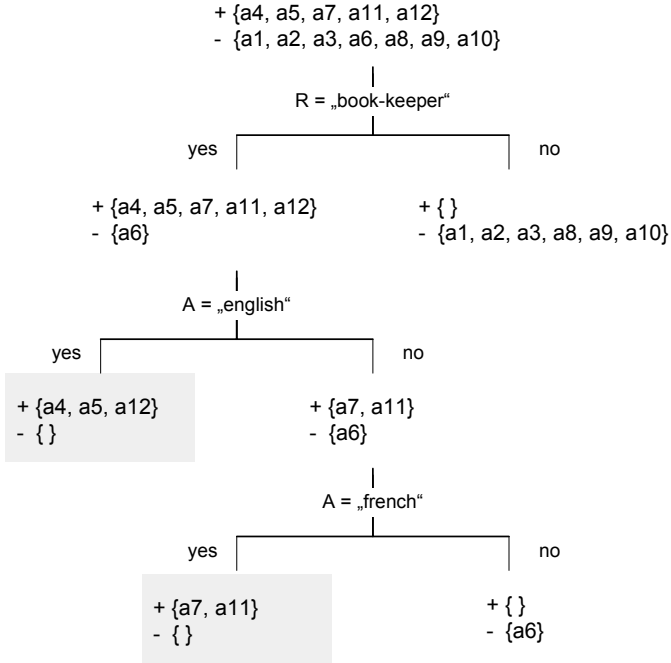 + {a4, a5, a7, a11, a12}
- {a1, a2, a3, a6, a8, a9, a10}
R = „book-keeper“
yes
no
+ {a4, a5, a7, a11, a12}
- {a6}
+ { }
- {a1, a2, a3, a8, a9, a10}
A = „english“
yes
no
+ {a4, a5, a12}
- { }
+ {a7, a11}
- {a6}
A = „french“
yes
no
+ {a7, a11}
- { }
+ { }
- {a6}